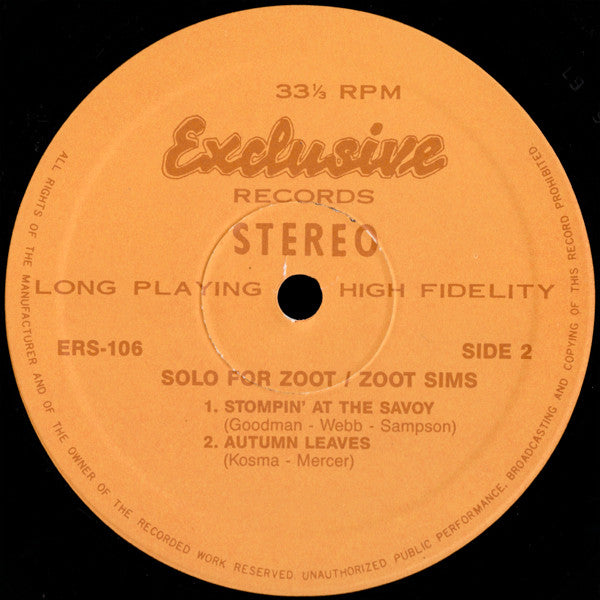 33⅓ RPM
Exclusive
RECORDS
STEREO
LONG PLAYING HIGH FIDELITY
ERS-106 SIDE 2
SOLO FOR ZOOT / ZOOT SIMS
1. STOMPIN' AT THE SAVOY
(Goodman - Webb - Sampson)
2. AUTUMN LEAVES
(Kosma - Mercer)
ALL RIGHTS OF THE MANUFACTURER AND OF THE OWNER OF THE RECORDED WORK RESERVED. UNAUTHORIZED PUBLIC PERFORMANCE, BROADCASTING AND COPYING OF THIS RECORD PROHIBITED